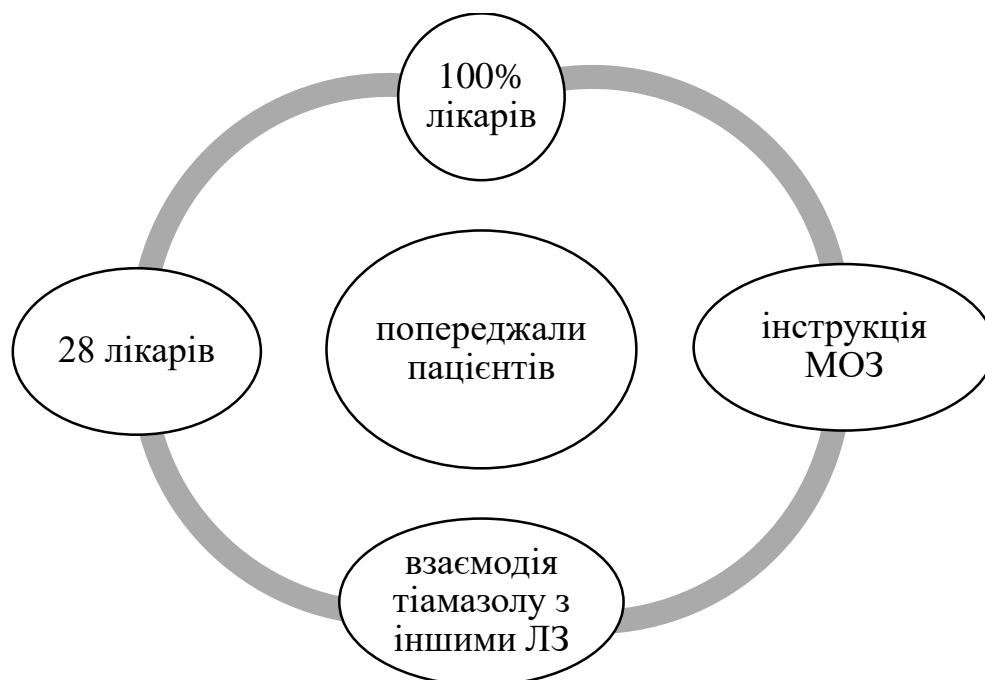 100%
лікарів
28 лікарів
попереджали
пацієнтів
інструкція
МОЗ
взаємодія
тіамазолу з
іншими ЛЗ